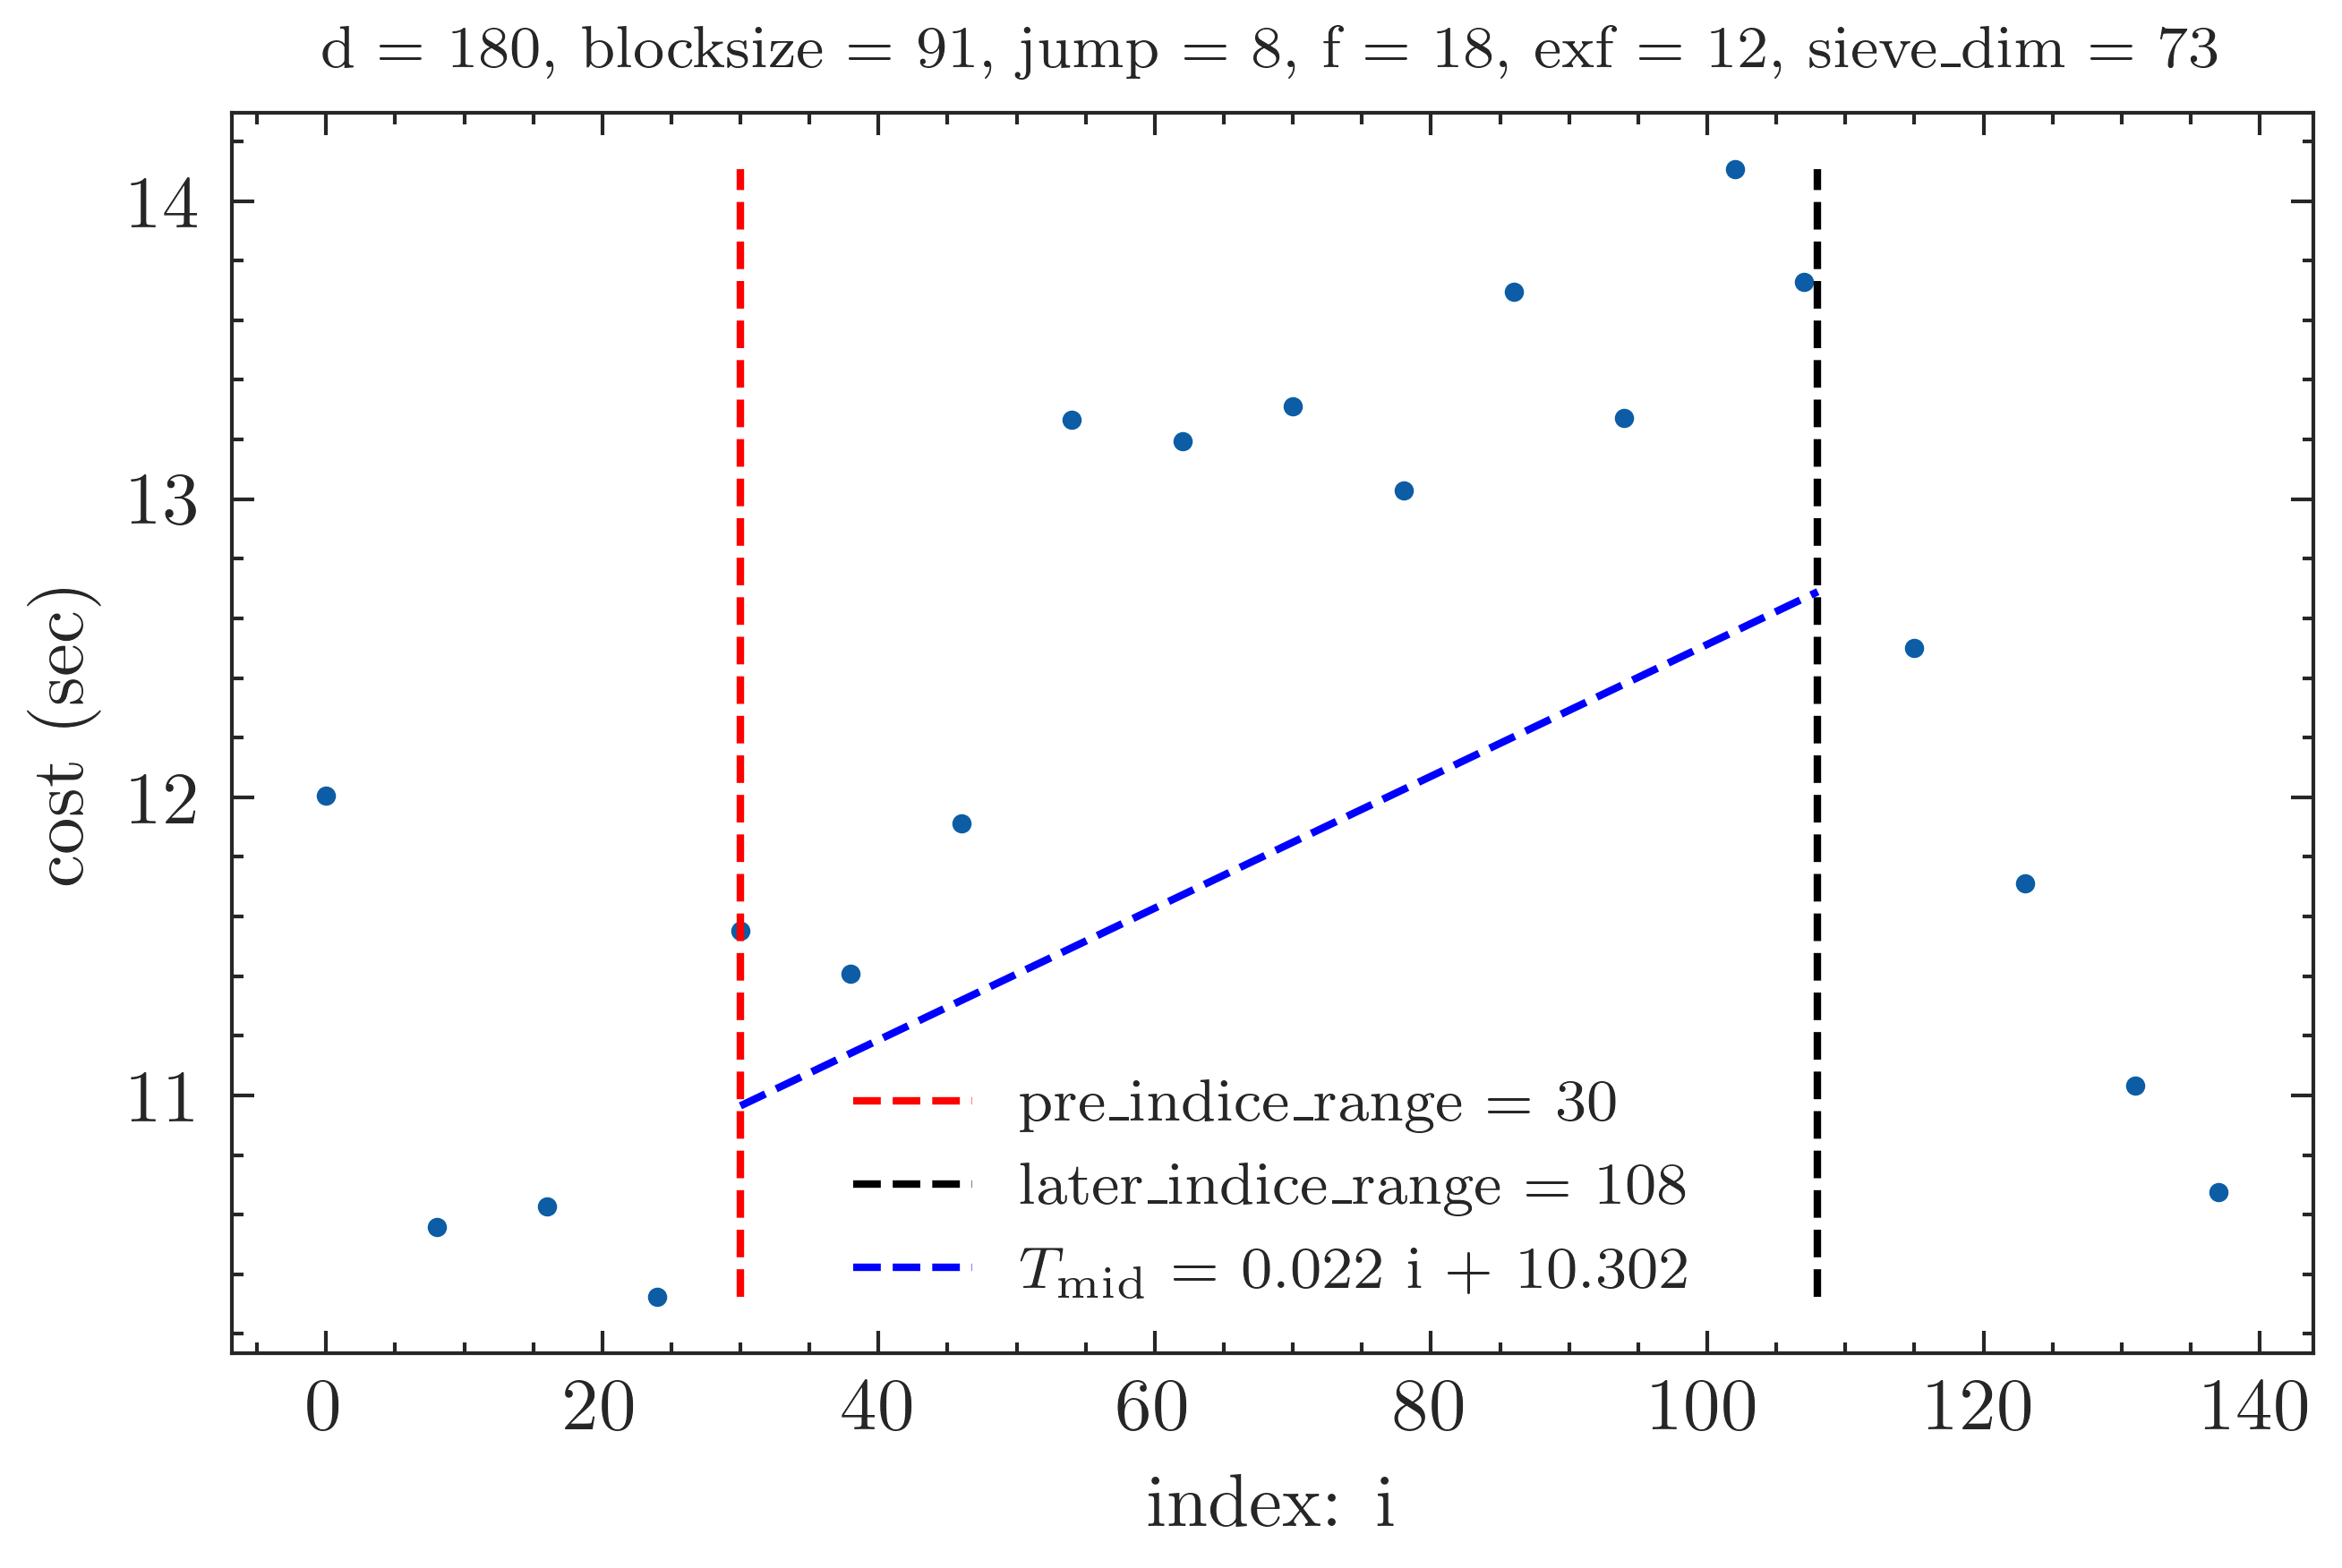 d = 180, blocksize = 91, jump = 8, f = 18, exf = 12, sieve_dim = 73
14
13
12
11
cost (sec)
pre_indice_range = 30
later_indice_range = 108
T_mid = 0.022 i + 10.302
0 20 40 60 80 100 120 140
index: i